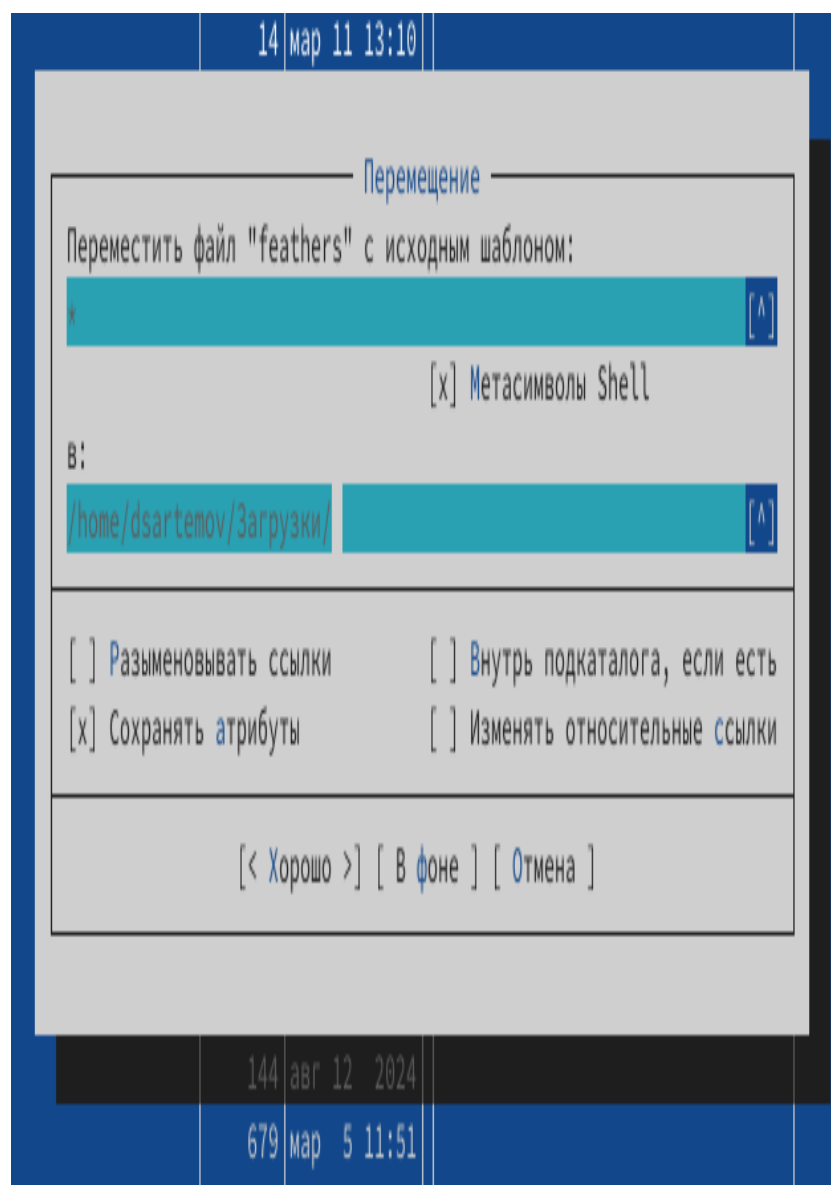 14 мар 11 13:10
Перемещение
Переместить файл "feathers" с исходным шаблоном:
* [^]
[x] Метасимволы Shell
в:
/home/dsartemov/Загрузки/ [^]
[ ] Разыменовывать ссылки [ ] Внутрь подкаталога, если есть
[x] Сохранять атрибуты [ ] Изменять относительные ссылки
[< Хорошо >] [ В фоне ] [ Отмена ]
144 авг 12 2024
679 мар 5 11:51